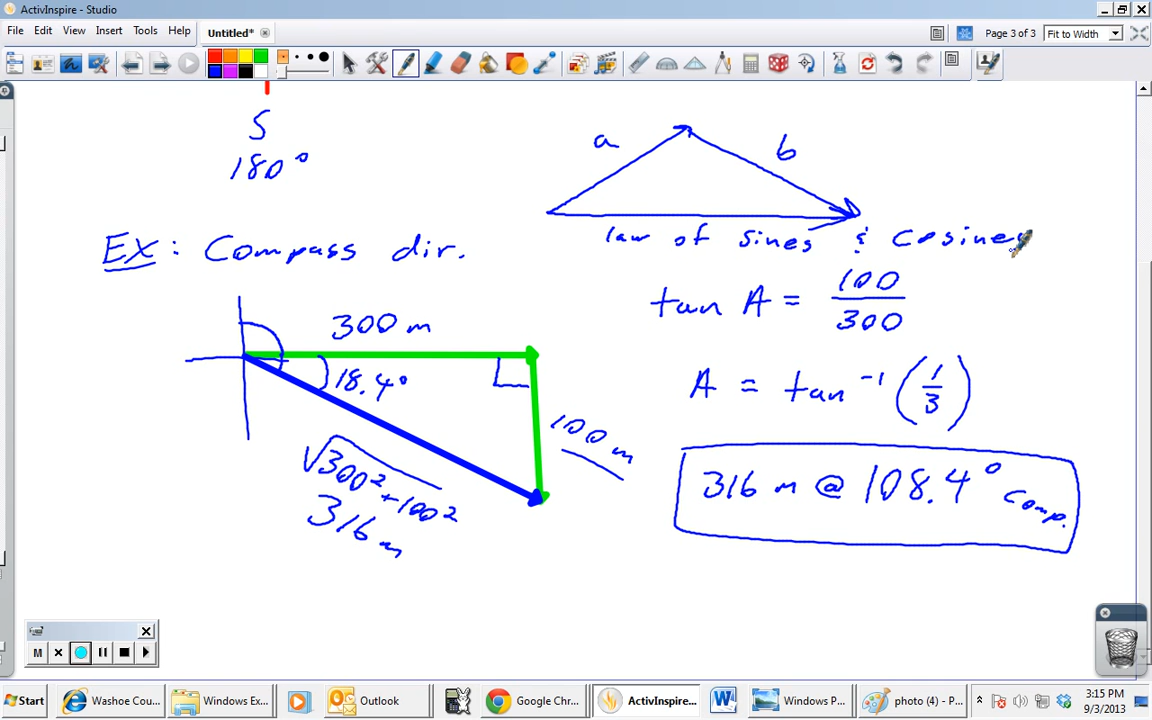 ActivInspire - Studio
File Edit View Insert Tools Help
Untitled*
Page 3 of 3
Fit to Width
S
180°
a
b
law of sines & cosines
EX: Compass dir.
tan A = 100/300
300 m
18.4°
A = tan⁻¹ (1/3)
100 m
√300²+100²
316 m
316 m @ 108.4° comp.
M
Start
Washoe Cou...
Windows Ex...
Outlook
Google Chr...
ActivInspire...
Windows P...
photo (4) - P...
3:15 PM
9/3/2013